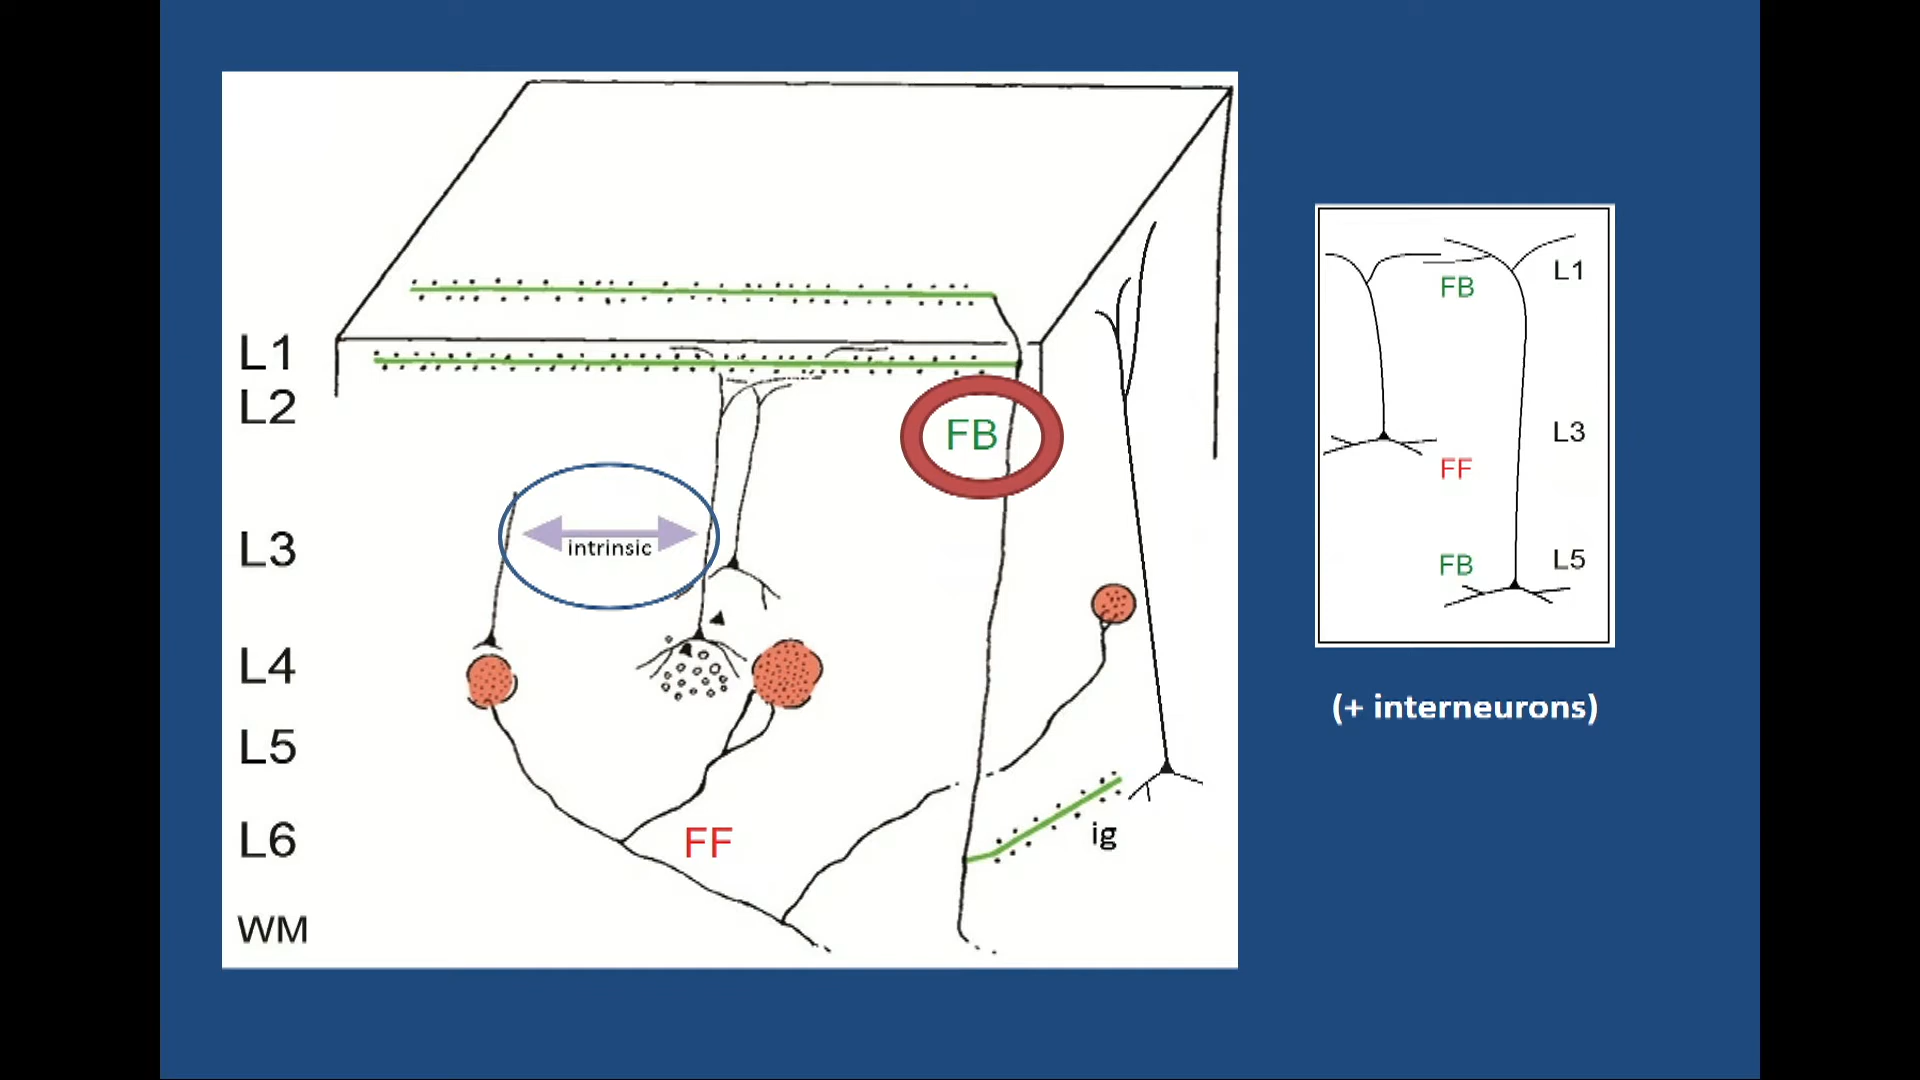 L1
L2
FB
intrinsic
L3
L4
L5
FF
ig
L6
WM
L1
FB
L3
FF
L5
FB
(+ interneurons)